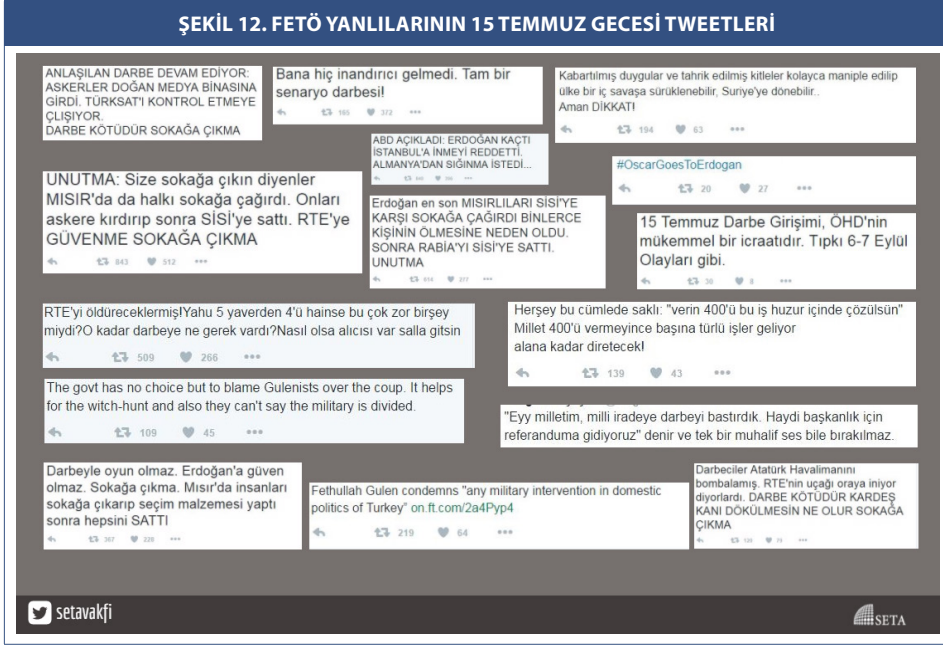 ŞEKİL 12. FETÖ YANLILARININ 15 TEMMUZ GECESİ TWEETLERİ
ANLAŞILAN DARBE DEVAM EDİYOR:
ASKERLER DOĞAN MEDYA BİNASINA
GİRDİ. TÜRKSAT'I KONTROL ETMEYE
ÇLIŞIYOR.
DARBE KÖTÜDÜR SOKAĞA ÇIKMA
Bana hiç inandırıcı gelmedi. Tam bir
senaryo darbesi!
165 372
Kabartılmış duygular ve tahrik edilmiş kitleler kolayca maniple edilip
ülke bir iç savaşa sürüklenebilir, Suriye'ye dönebilir..
Aman DİKKAT!
194 63
ABD AÇIKLADI: ERDOĞAN KAÇTI
İSTANBUL'A İNMEYİ REDDETTİ.
ALMANYA'DAN SIĞINMA İSTEDİ...
#OscarGoesToErdogan
20 27
UNUTMA: Size sokağa çıkın diyenler
MISIR'da da halkı sokağa çağırdı. Onları
askere kırdırıp sonra SİSİ'ye sattı. RTE'ye
GÜVENME SOKAĞA ÇIKMA
843 512
Erdoğan en son MISIRLILARI SİSİ'YE
KARŞI SOKAĞA ÇAĞIRDI BİNLERCE
KİŞİNİN ÖLMESİNE NEDEN OLDU.
SONRA RABİA'YI SİSİ'YE SATTI.
UNUTMA
614 277
15 Temmuz Darbe Girişimi, ÖHD'nin
mükemmel bir icraatıdır. Tıpkı 6-7 Eylül
Olayları gibi.
30 8
RTE'yi öldüreceklermiş!Yahu 5 yaverden 4'ü hainse bu çok zor birşey
miydi?O kadar darbeye ne gerek vardı?Nasıl olsa alıcısı var salla gitsin
509 266
Herşey bu cümlede saklı: "verin 400'ü bu iş huzur içinde çözülsün"
Millet 400'ü vermeyince başına türlü işler geliyor
alana kadar diretecek!
139 43
The govt has no choice but to blame Gulenists over the coup. It helps
for the witch-hunt and also they can't say the military is divided.
109 45
"Eyy milletim, milli iradeye darbeyi bastırdık. Haydi başkanlık için
referanduma gidiyoruz" denir ve tek bir muhalif ses bile bırakılmaz.
Darbeyle oyun olmaz. Erdoğan'a güven
olmaz. Sokağa çıkma. Mısır'da insanları
sokağa çıkarıp seçim malzemesi yaptı
sonra hepsini SATTI
367 220
Fethullah Gulen condemns "any military intervention in domestic
politics of Turkey" on.ft.com/2a4Pyp4
219 64
Darbeciler Atatürk Havalimanını
bombalamış. RTE'nin uçağı oraya iniyor
diyorlardı. DARBE KÖTÜDÜR KARDEŞ
KANI DÖKÜLMESİN NE OLUR SOKAĞA
ÇIKMA
setavakfi
SETA